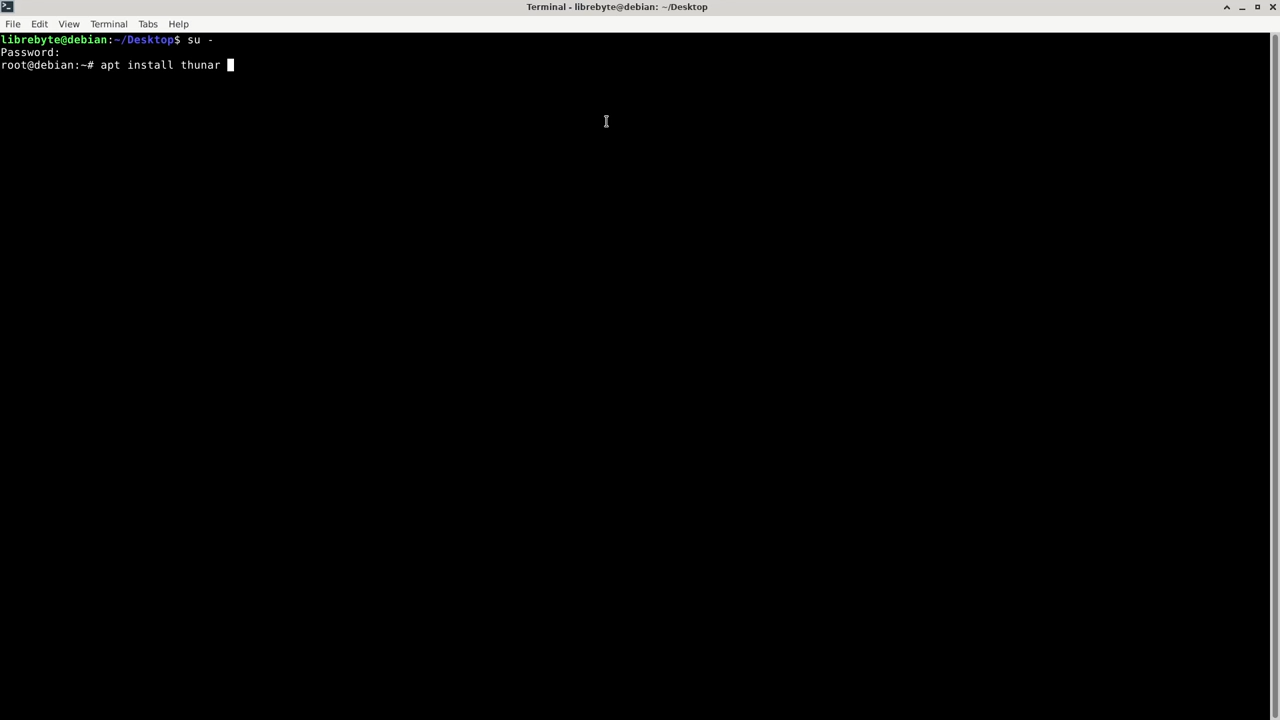 Terminal - librebyte@debian: ~/Desktop
File Edit View Terminal Tabs Help
librebyte@debian:~/Desktop$ su -
Password:
root@debian:~# apt install thunar